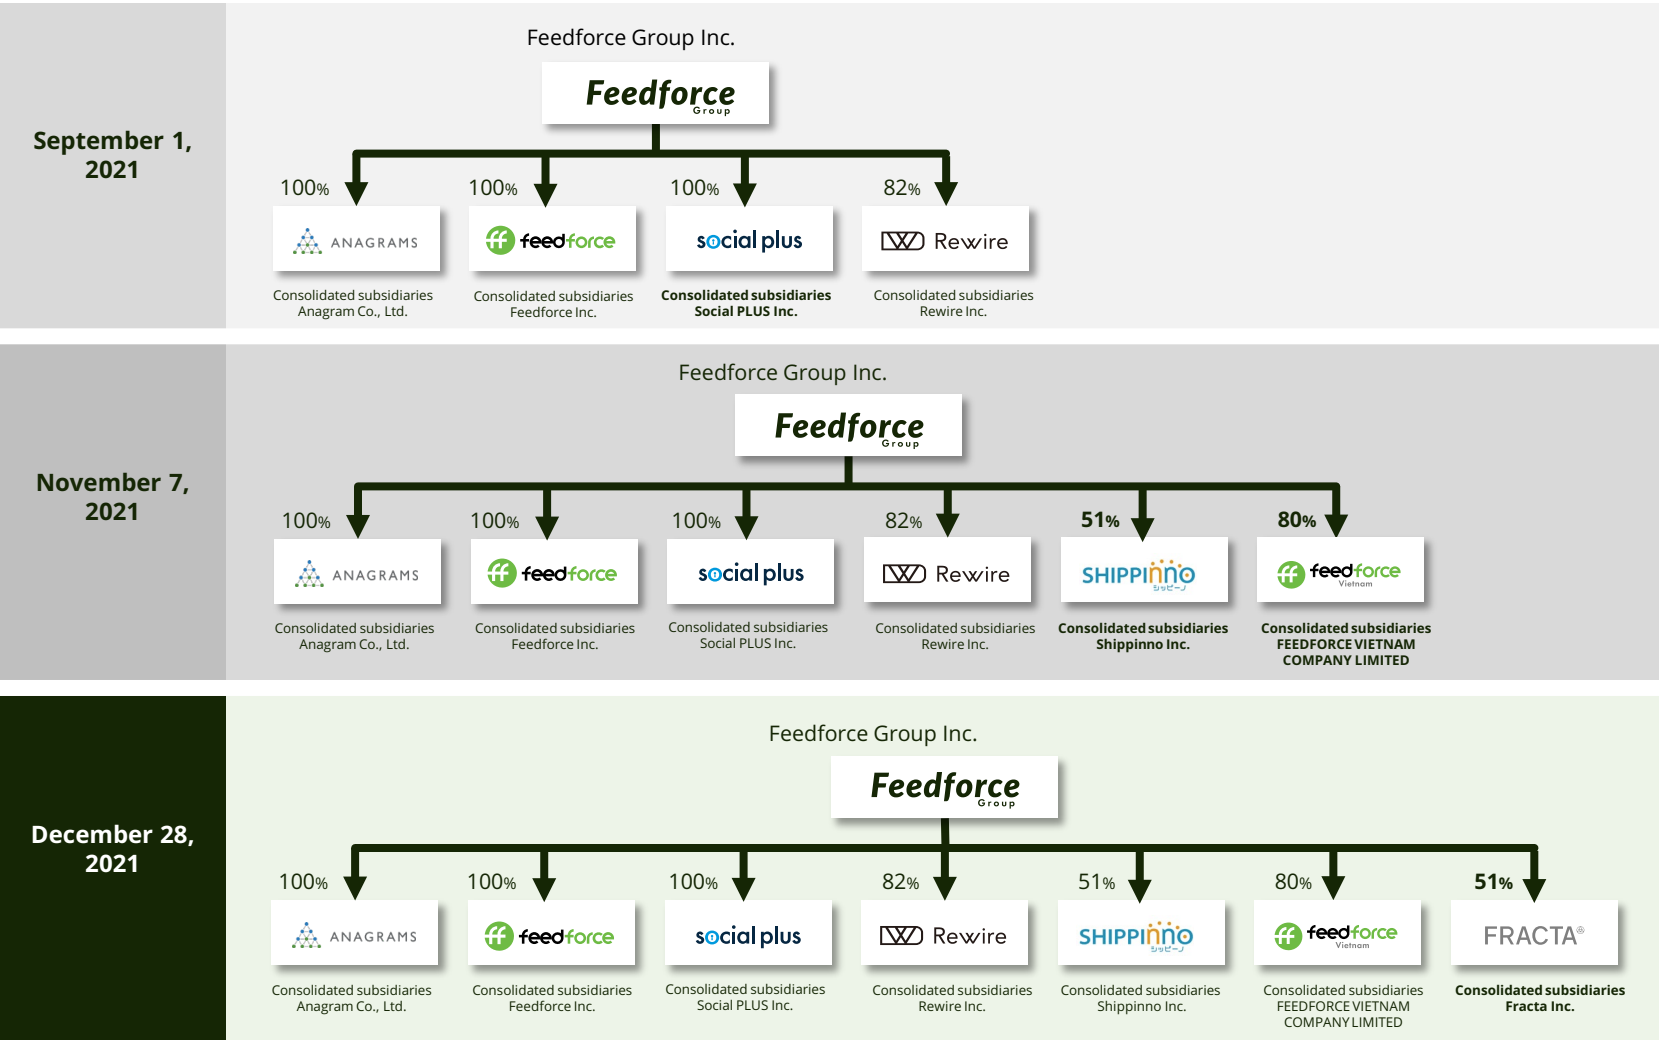 September 1,
2021
Feedforce Group Inc.
Feedforce
Group
100%
100%
100%
82%
ANAGRAMS
feedforce
social plus
Rewire
Consolidated subsidiaries
Anagram Co., Ltd.
Consolidated subsidiaries
Feedforce Inc.
Consolidated subsidiaries
Social PLUS Inc.
Consolidated subsidiaries
Rewire Inc.
November 7,
2021
Feedforce Group Inc.
Feedforce
Group
100%
100%
100%
82%
51%
80%
ANAGRAMS
feedforce
social plus
Rewire
SHIPPINNO
シッピーノ
feedforce
Vietnam
Consolidated subsidiaries
Anagram Co., Ltd.
Consolidated subsidiaries
Feedforce Inc.
Consolidated subsidiaries
Social PLUS Inc.
Consolidated subsidiaries
Rewire Inc.
Consolidated subsidiaries
Shippinno Inc.
Consolidated subsidiaries
FEEDFORCE VIETNAM
COMPANY LIMITED
December 28,
2021
Feedforce Group Inc.
Feedforce
Group
100%
100%
100%
82%
51%
80%
51%
ANAGRAMS
feedforce
social plus
Rewire
SHIPPINNO
シッピーノ
feedforce
Vietnam
FRACTA®
Consolidated subsidiaries
Anagram Co., Ltd.
Consolidated subsidiaries
Feedforce Inc.
Consolidated subsidiaries
Social PLUS Inc.
Consolidated subsidiaries
Rewire Inc.
Consolidated subsidiaries
Shippinno Inc.
Consolidated subsidiaries
FEEDFORCE VIETNAM
COMPANY LIMITED
Consolidated subsidiaries
Fracta Inc.